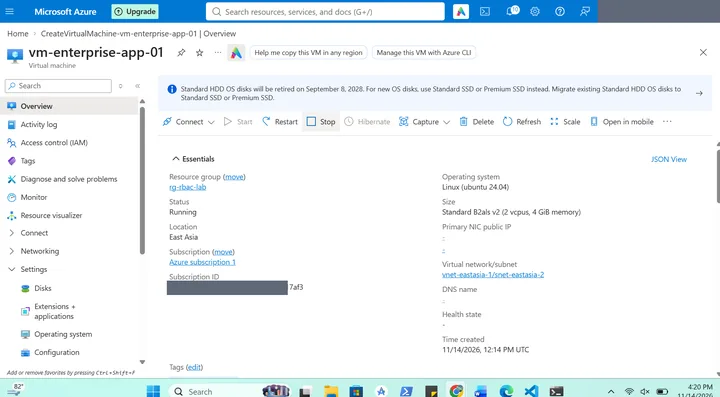 Microsoft Azure
Upgrade
Search resources, services, and docs (G+/)
10
Home > CreateVirtualMachine-vm-enterprise-app-01 | Overview
vm-enterprise-app-01
Virtual machine
Help me copy this VM in any region
Manage this VM with Azure CLI
Search
Overview
Activity log
Access control (IAM)
Tags
Diagnose and solve problems
Monitor
Resource visualizer
Connect
Networking
Settings
Disks
Extensions +
applications
Operating system
Configuration
Add or remove favorites by pressing Ctrl+Shift+F
Standard HDD OS disks will be retired on September 8, 2028. For new OS disks, use Standard SSD or Premium SSD instead. Migrate existing Standard HDD OS disks to
Standard SSD or Premium SSD.
Connect Start Restart Stop Hibernate Capture Delete Refresh Scale Open in mobile ...
Essentials
JSON View
Resource group (move)
rg-rbac-lab
Status
Running
Location
East Asia
Subscription (move)
Azure subscription 1
Subscription ID
7af3
Operating system
Linux (ubuntu 24.04)
Size
Standard B2als v2 (2 vcpus, 4 GiB memory)
Primary NIC public IP
-
-
Virtual network/subnet
vnet-eastasia-1/snet-eastasia-2
DNS name
-
Health state
-
Time created
11/14/2026, 12:14 PM UTC
Tags (edit)
82°
Search
4:20 PM
11/14/2026